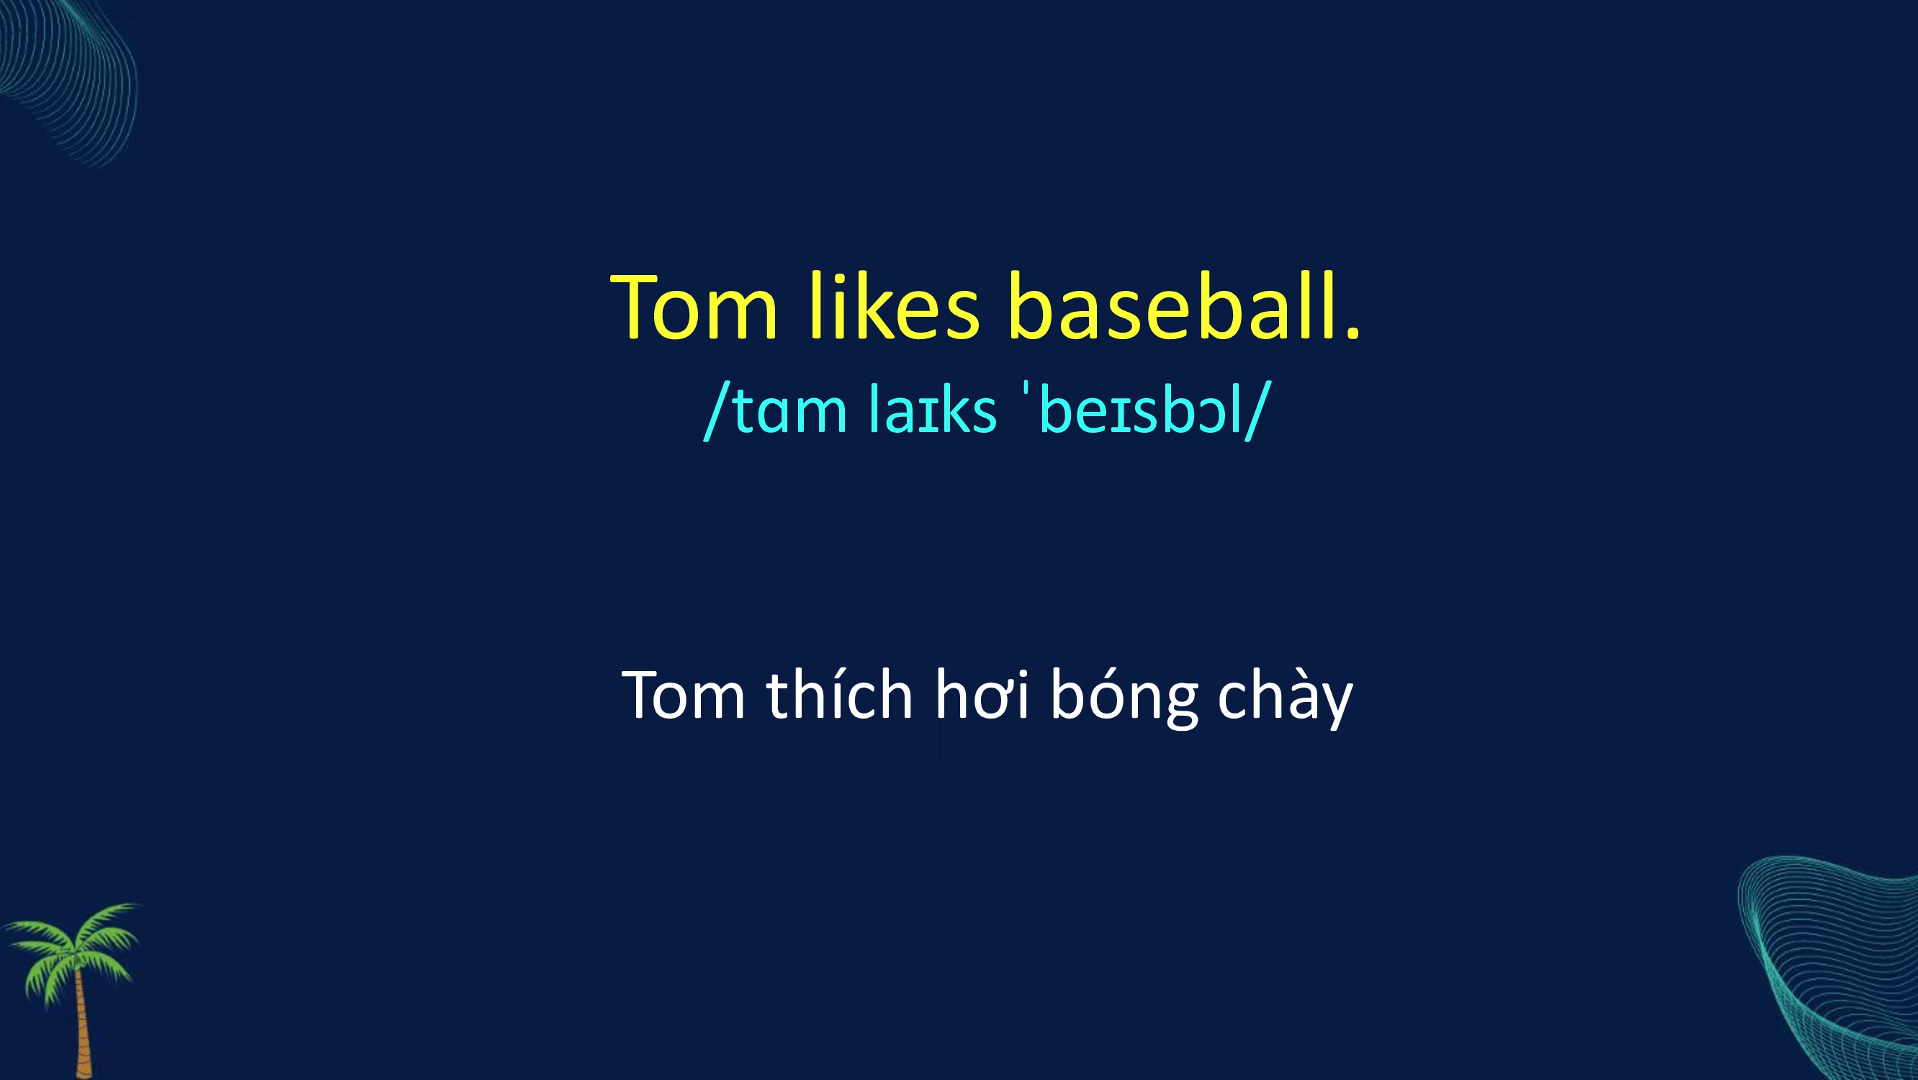 Tom likes baseball.
/tɑm laɪks ˈbeɪsbɔl/
Tom thích hơi bóng chày